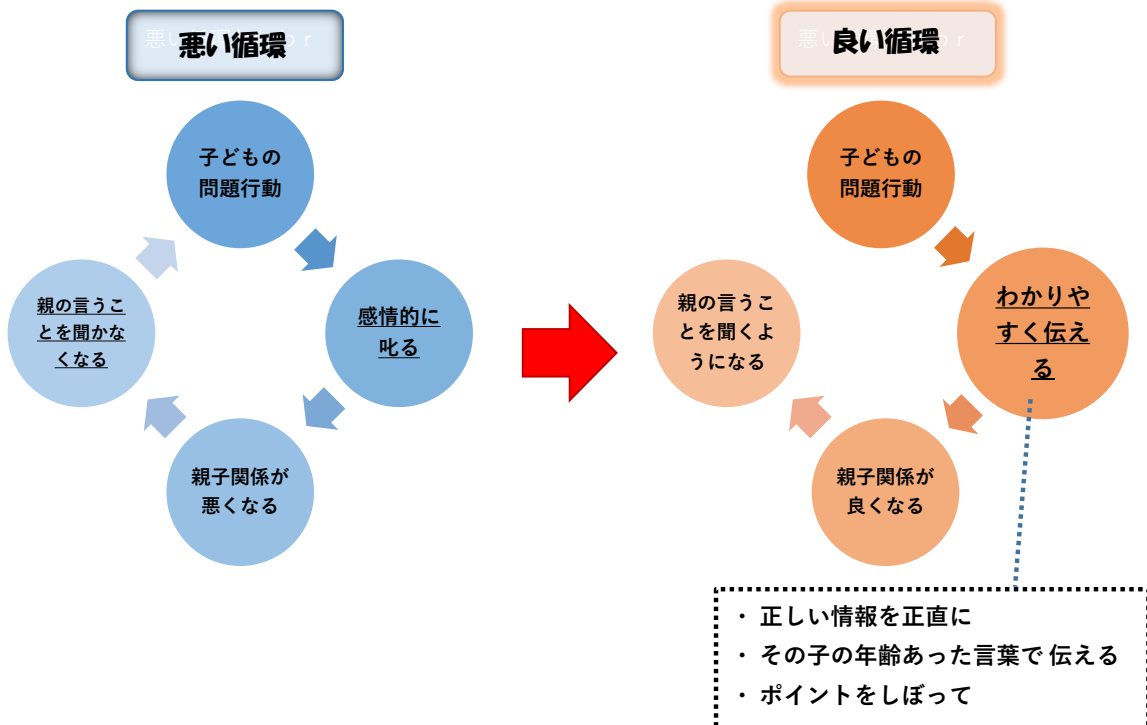 悪い循環
良い循環
子どもの
問題行動
感情的に
叱る
親子関係が
悪くなる
親の言うこ
とを聞かな
くなる
子どもの
問題行動
わかりや
すく伝え
る
親子関係が
良くなる
親の言うこ
とを聞くよ
うになる
・ 正しい情報を正直に
・ その子の年齢あった言葉で 伝える
・ ポイントをしぼって